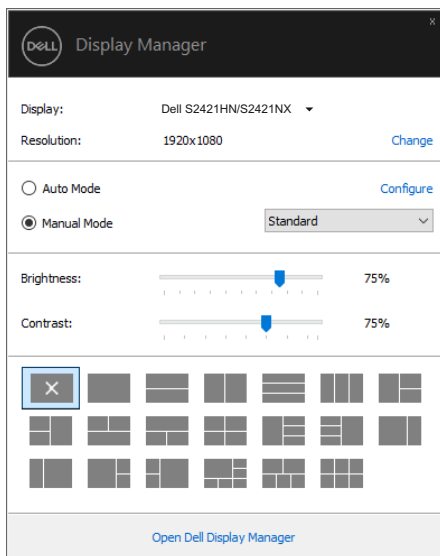 x
DELL Display Manager
Display: Dell S2421HN/S2421NX
Resolution: 1920x1080 Change
Auto Mode Configure
Manual Mode Standard
Brightness: 75%
Contrast: 75%
Open Dell Display Manager